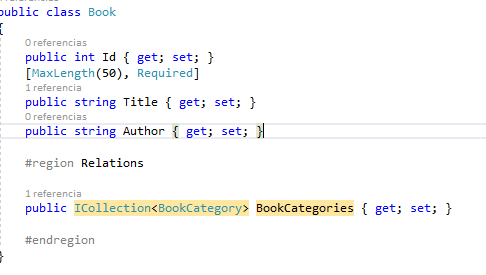 public class Book
{
0 referencias
public int Id { get; set; }
[MaxLength(50), Required]
1 referencia
public string Title { get; set; }
0 referencias
public string Author { get; set; }
#region Relations
1 referencia
public ICollection<BookCategory> BookCategories { get; set; }
#endregion
}